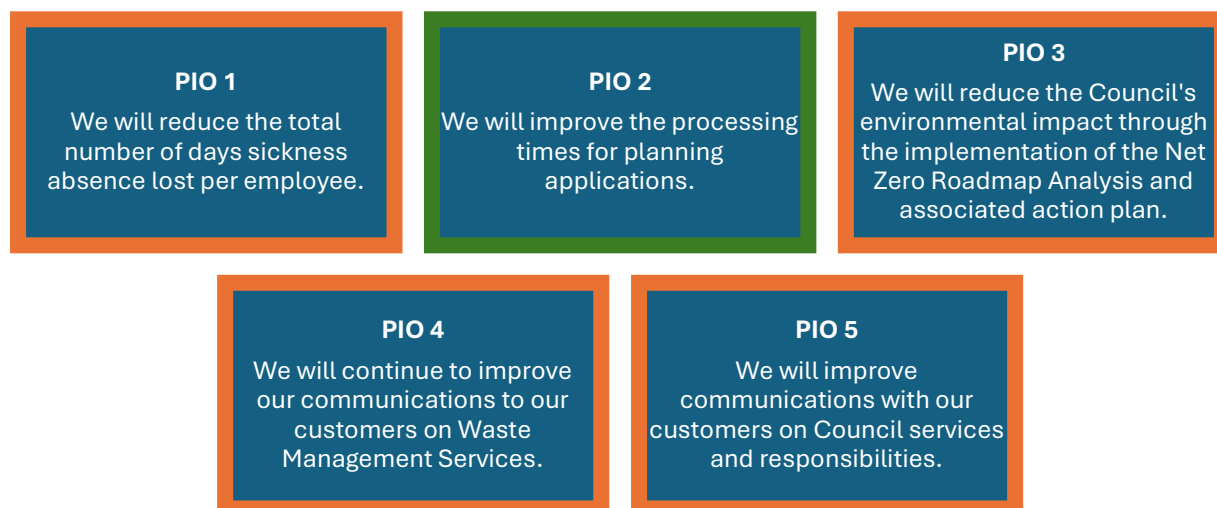 PIO 1
We will reduce the total
number of days sickness
absence lost per employee.
PIO 2
We will improve the processing
times for planning
applications.
PIO 3
We will reduce the Council's
environmental impact through
the implementation of the Net
Zero Roadmap Analysis and
associated action plan.
PIO 4
We will continue to improve
our communications to our
customers on Waste
Management Services.
PIO 5
We will improve
communications with our
customers on Council services
and responsibilities.